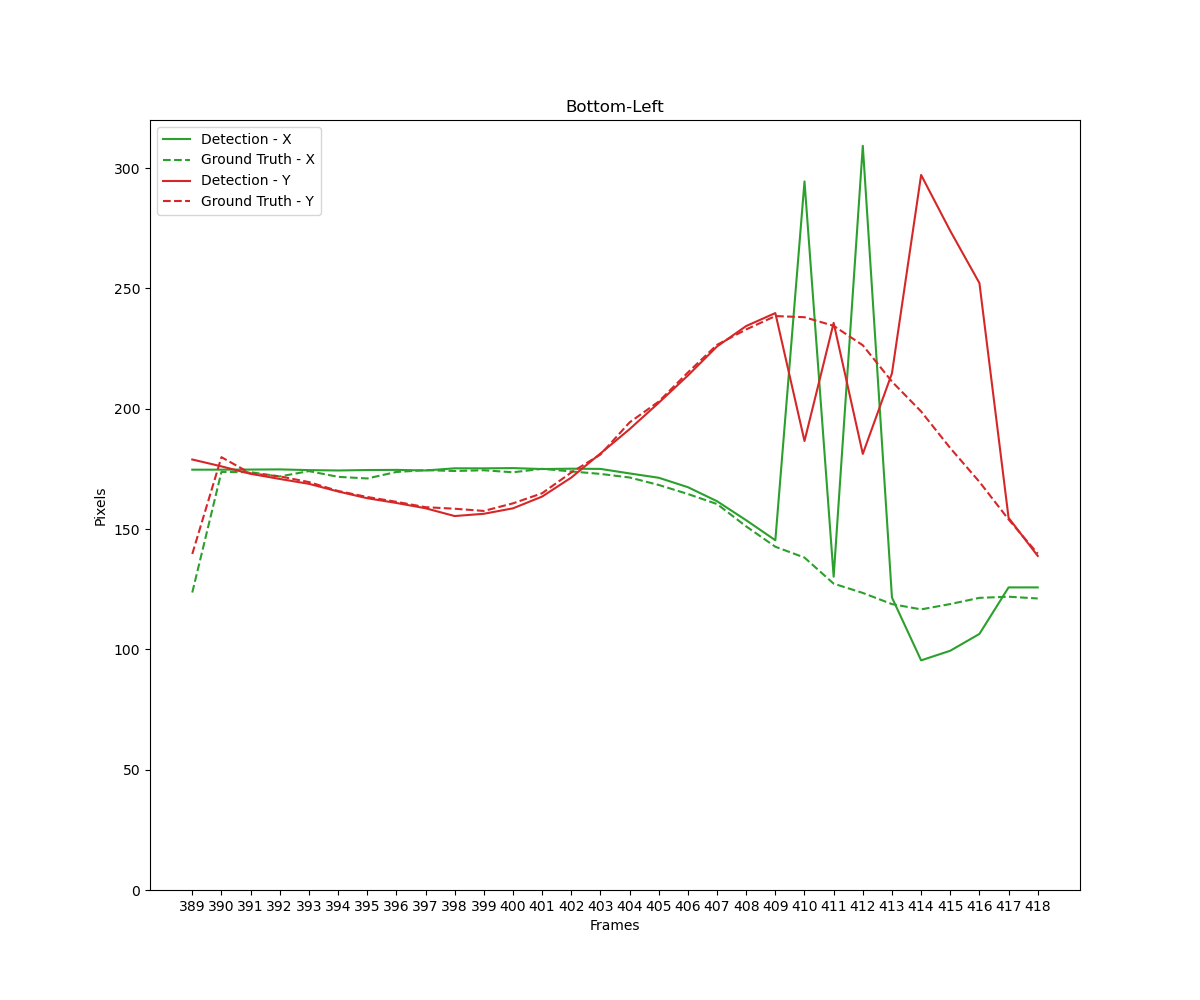 Bottom-Left
Detection - X
Ground Truth - X
Detection - Y
Ground Truth - Y
300
250
200
150
100
50
0
Pixels
389 390 391 392 393 394 395 396 397 398 399 400 401 402 403 404 405 406 407 408 409 410 411 412 413 414 415 416 417 418
Frames